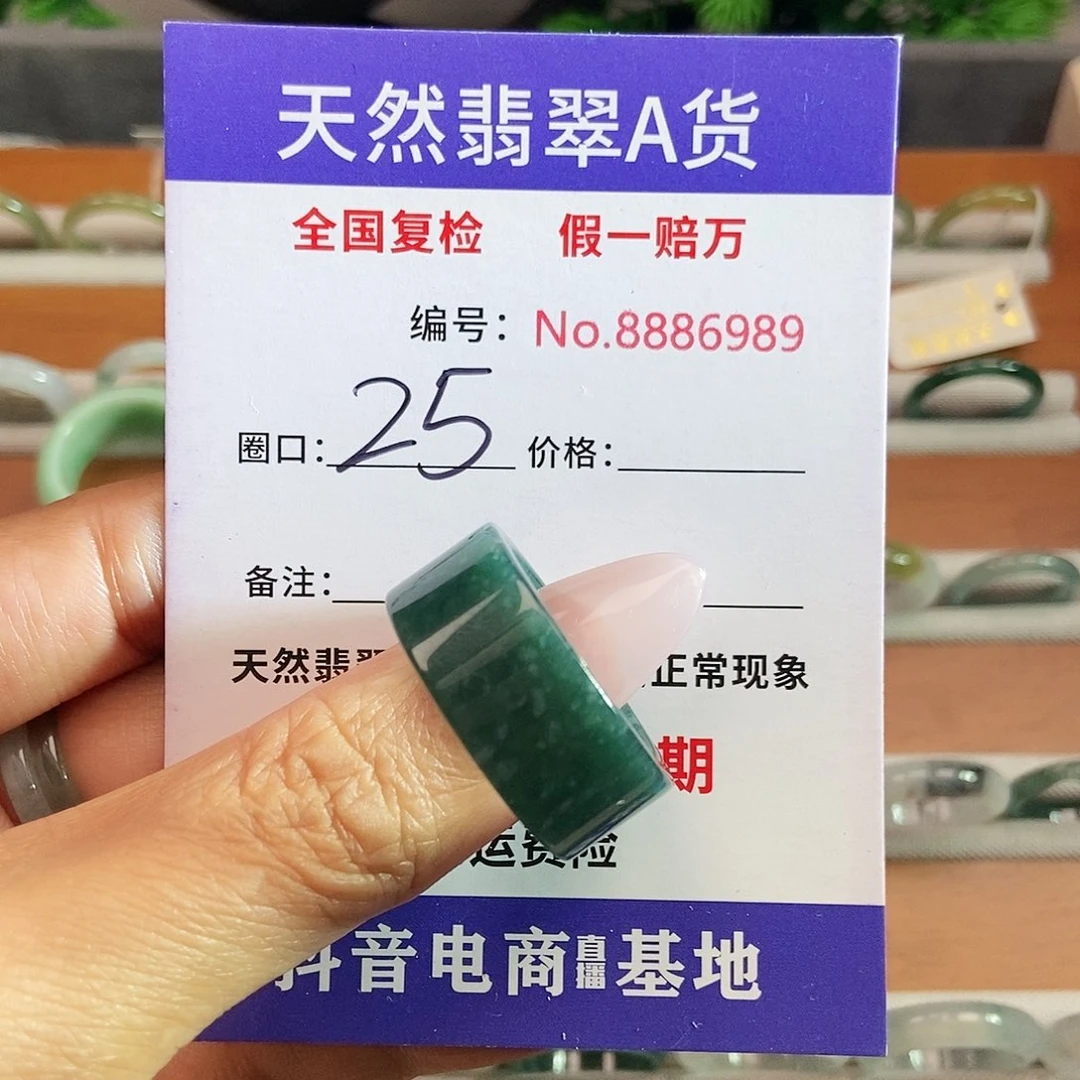 天然翡翠A货
全国复检 假一赔万
编号：No.8886989
圈口：25 价格：
备注：
天然翡翠 正常现象
期
运费险
抖音电商直播基地